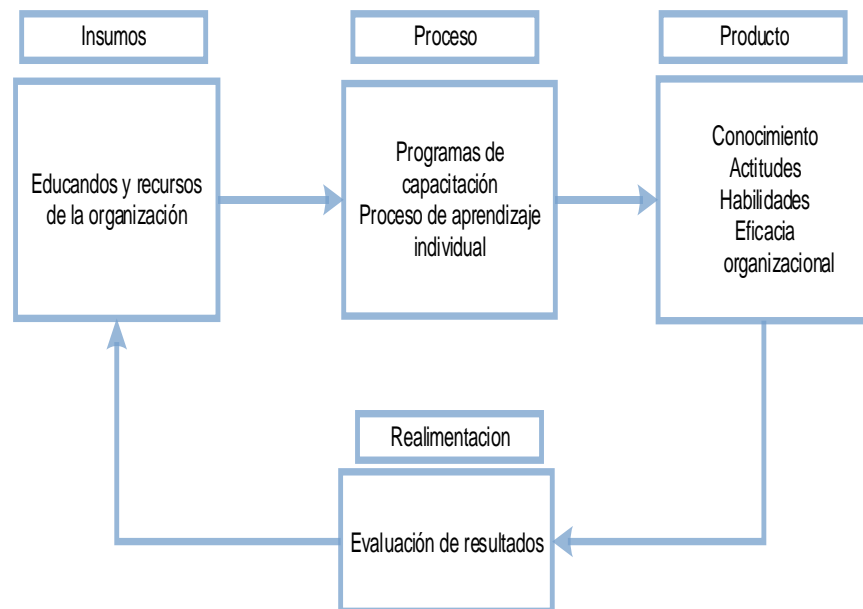 Insumos
Proceso
Producto
Educandos y recursos
de la organización
Programas de
capacitación
Proceso de aprendizaje
individual
Conocimiento
Actitudes
Habilidades
Eficacia
organizacional
Realimentacion
Evaluación de resultados